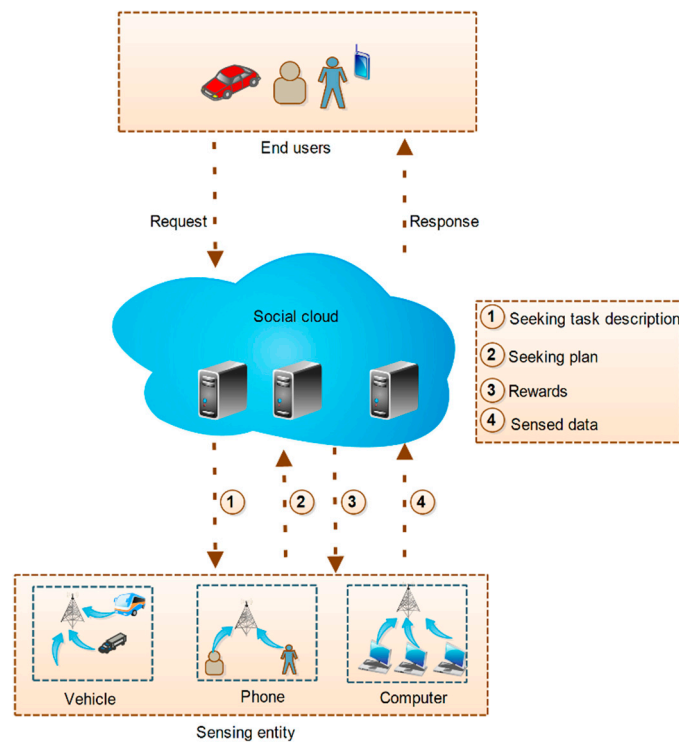 End users
Request
Response
Social cloud
1 Seeking task description
2 Seeking plan
3 Rewards
4 Sensed data
1
2
3
4
Vehicle
Phone
Computer
Sensing entity